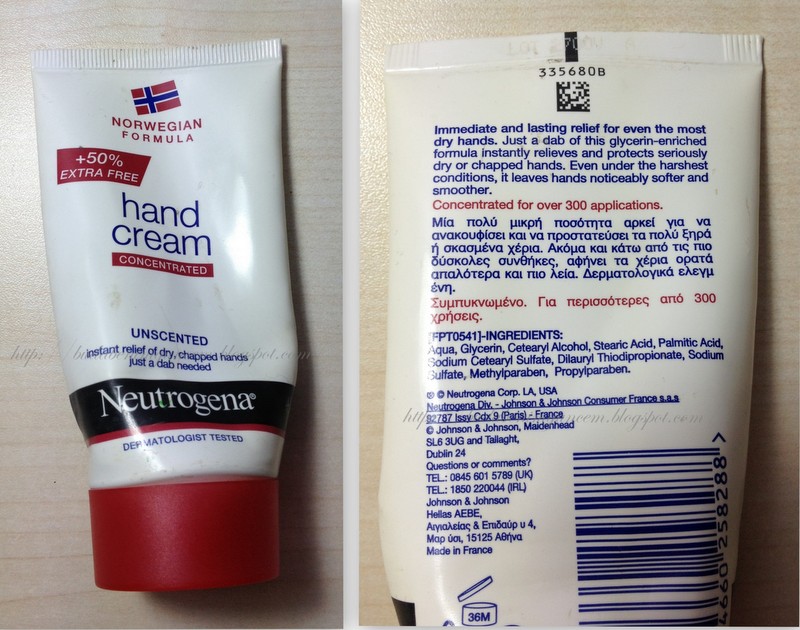 NORWEGIAN
FORMULA
+50%
EXTRA FREE
hand
cream
CONCENTRATED
UNSCENTED
instant relief of dry, chapped hands
just a dab needed
Neutrogena®
DERMATOLOGIST TESTED
335680B
Immediate and lasting relief for even the most
dry hands. Just a dab of this glycerin-enriched
formula instantly relieves and protects seriously
dry or chapped hands. Even under the harshest
conditions, it leaves hands noticeably softer and
smoother.
Concentrated for over 300 applications.
Μία πολύ μικρή ποσότητα αρκεί για να
ανακουφίσει και να προστατεύσει τα πολύ ξηρά
ή σκασμένα χέρια. Ακόμα και κάτω από τις πιο
δύσκολες συνθήκες, αφήνει τα χέρια ορατά
απαλότερα και πιο λεία. Δερματολογικά ελεγμ
ένη.
Συμπυκνωμένο. Για περισσότερες από 300
χρήσεις.
[FPT0541]-INGREDIENTS:
Aqua, Glycerin, Cetearyl Alcohol, Stearic Acid, Palmitic Acid,
Sodium Cetearyl Sulfate, Dilauryl Thiodipropionate, Sodium
Sulfate, Methylparaben, Propylparaben.
® © Neutrogena Corp. LA, USA
Neutrogena Div. - Johnson & Johnson Consumer France s.a.s
92787 Issy Cdx 9 (Paris) - France
© Johnson & Johnson, Maidenhead
SL6 3UG and Tallaght,
Dublin 24
Questions or comments?
TEL.: 0845 601 5789 (UK)
TEL.: 1850 220044 (IRL)
Johnson & Johnson
Hellas AEBE,
Αιγιαλείας & Επιδαύρ υ 4,
Μαρ ύσι, 15125 Αθήνα
Made in France
36M
4660 258288 >